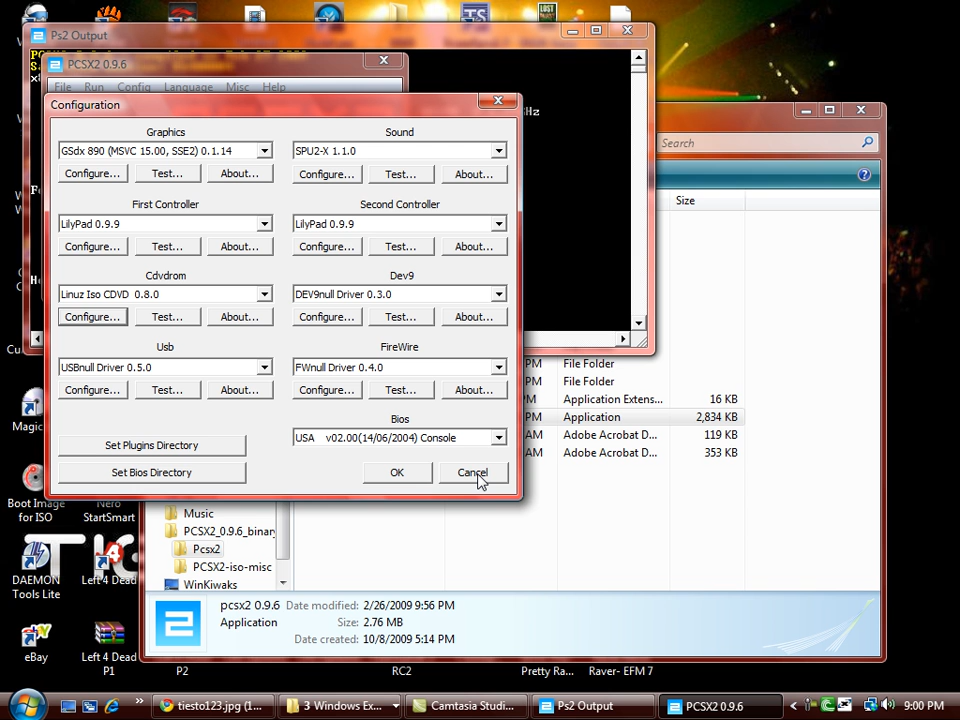 Ps2 Output
PCSX2 0.9.6
File Run Config Language Misc Help
Configuration
Graphics
Sound
GSdx 890 (MSVC 15.00, SSE2) 0.1.14
SPU2-X 1.1.0
Configure... Test... About...
Configure... Test... About...
First Controller
Second Controller
LilyPad 0.9.9
LilyPad 0.9.9
Configure... Test... About...
Configure... Test... About...
Cdvdrom
Dev9
Linuz Iso CDVD 0.8.0
DEV9null Driver 0.3.0
Configure... Test... About...
Configure... Test... About...
Usb
FireWire
USBnull Driver 0.5.0
FWnull Driver 0.4.0
Configure... Test... About...
Configure... Test... About...
Bios
USA v02.00(14/06/2004) Console
Set Plugins Directory
Set Bios Directory
OK
Cancel
Search
Size
PM File Folder
PM File Folder
PM Application Extens... 16 KB
PM Application 2,834 KB
AM Adobe Acrobat D... 119 KB
AM Adobe Acrobat D... 353 KB
Music
PCSX2_0.9.6_binary
Pcsx2
PCSX2-iso-misc
WinKiwaks
pcsx2 0.9.6 Date modified: 2/26/2009 9:56 PM
Application Size: 2.76 MB
Date created: 10/8/2009 5:14 PM
Magic
Boot Image
for ISO
Nero
StartSmart
DAEMON
Tools Lite
Left 4 Dead
eBay
Left 4 Dead
P1
P2
RC2
Pretty Ra...
Raver- EFM 7
TS
LOST
tiesto123.jpg (1...
3 Windows Ex...
Camtasia Studi...
Ps2 Output
PCSX2 0.9.6
9:00 PM